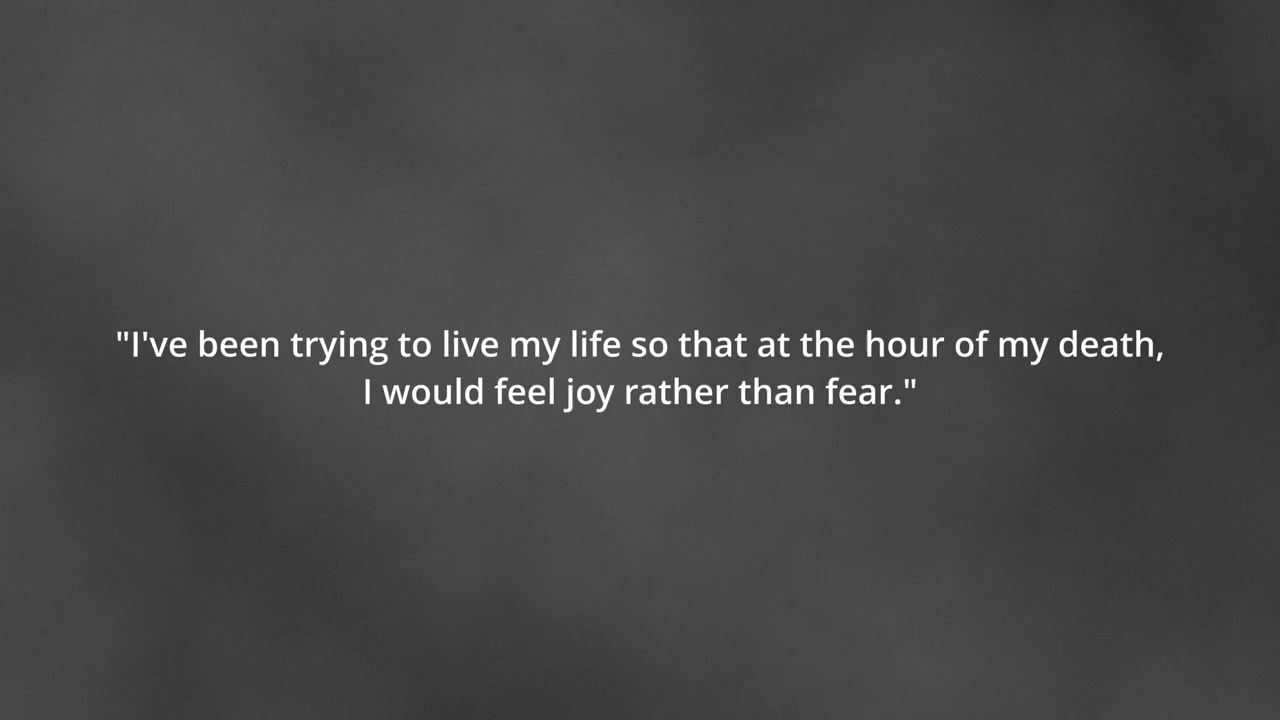 "I've been trying to live my life so that at the hour of my death,
I would feel joy rather than fear."